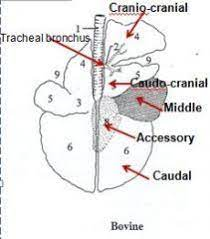 Cranio-cranial
1
4
Tracheal bronchus
2
4
9
9
Caudo-cranial
5
5
3
Middle
8
Accessory
6
6
Caudal
Bovine